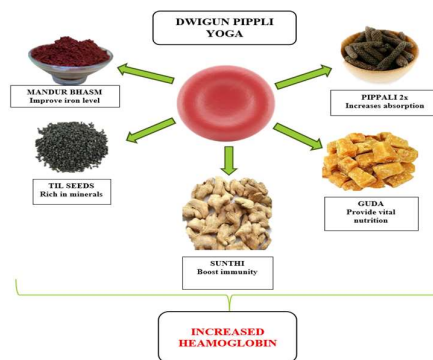 DWIGUN PIPPLI
YOGA
MANDUR BHASM
Improve iron level
PIPPALI 2x
Increases absorption
TIL SEEDS
Rich in minerals
GUDA
Provide vital
nutrition
SUNTHI
Boost immunity
INCREASED
HEAMOGLOBIN